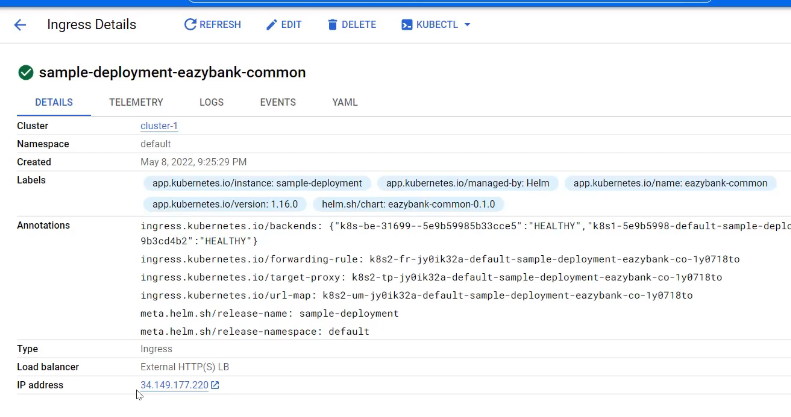 Ingress Details REFRESH EDIT DELETE KUBECTL
sample-deployment-eazybank-common
DETAILS TELEMETRY LOGS EVENTS YAML
Cluster cluster-1
Namespace default
Created May 8, 2022, 9:25:29 PM
Labels app.kubernetes.io/instance: sample-deployment app.kubernetes.io/managed-by: Helm app.kubernetes.io/name: eazybank-common
app.kubernetes.io/version: 1.16.0 helm.sh/chart: eazybank-common-0.1.0
Annotations ingress.kubernetes.io/backends: {"k8s-be-31699--5e9b59985b33cce5":"HEALTHY","k8s1-5e9b5998-default-sample-deplo
9b3cd4b2":"HEALTHY"}
ingress.kubernetes.io/forwarding-rule: k8s2-fr-jy0ik32a-default-sample-deployment-eazybank-co-1y0718to
ingress.kubernetes.io/target-proxy: k8s2-tp-jy0ik32a-default-sample-deployment-eazybank-co-1y0718to
ingress.kubernetes.io/url-map: k8s2-um-jy0ik32a-default-sample-deployment-eazybank-co-1y0718to
meta.helm.sh/release-name: sample-deployment
meta.helm.sh/release-namespace: default
Type Ingress
Load balancer External HTTP(S) LB
IP address 34.149.177.220